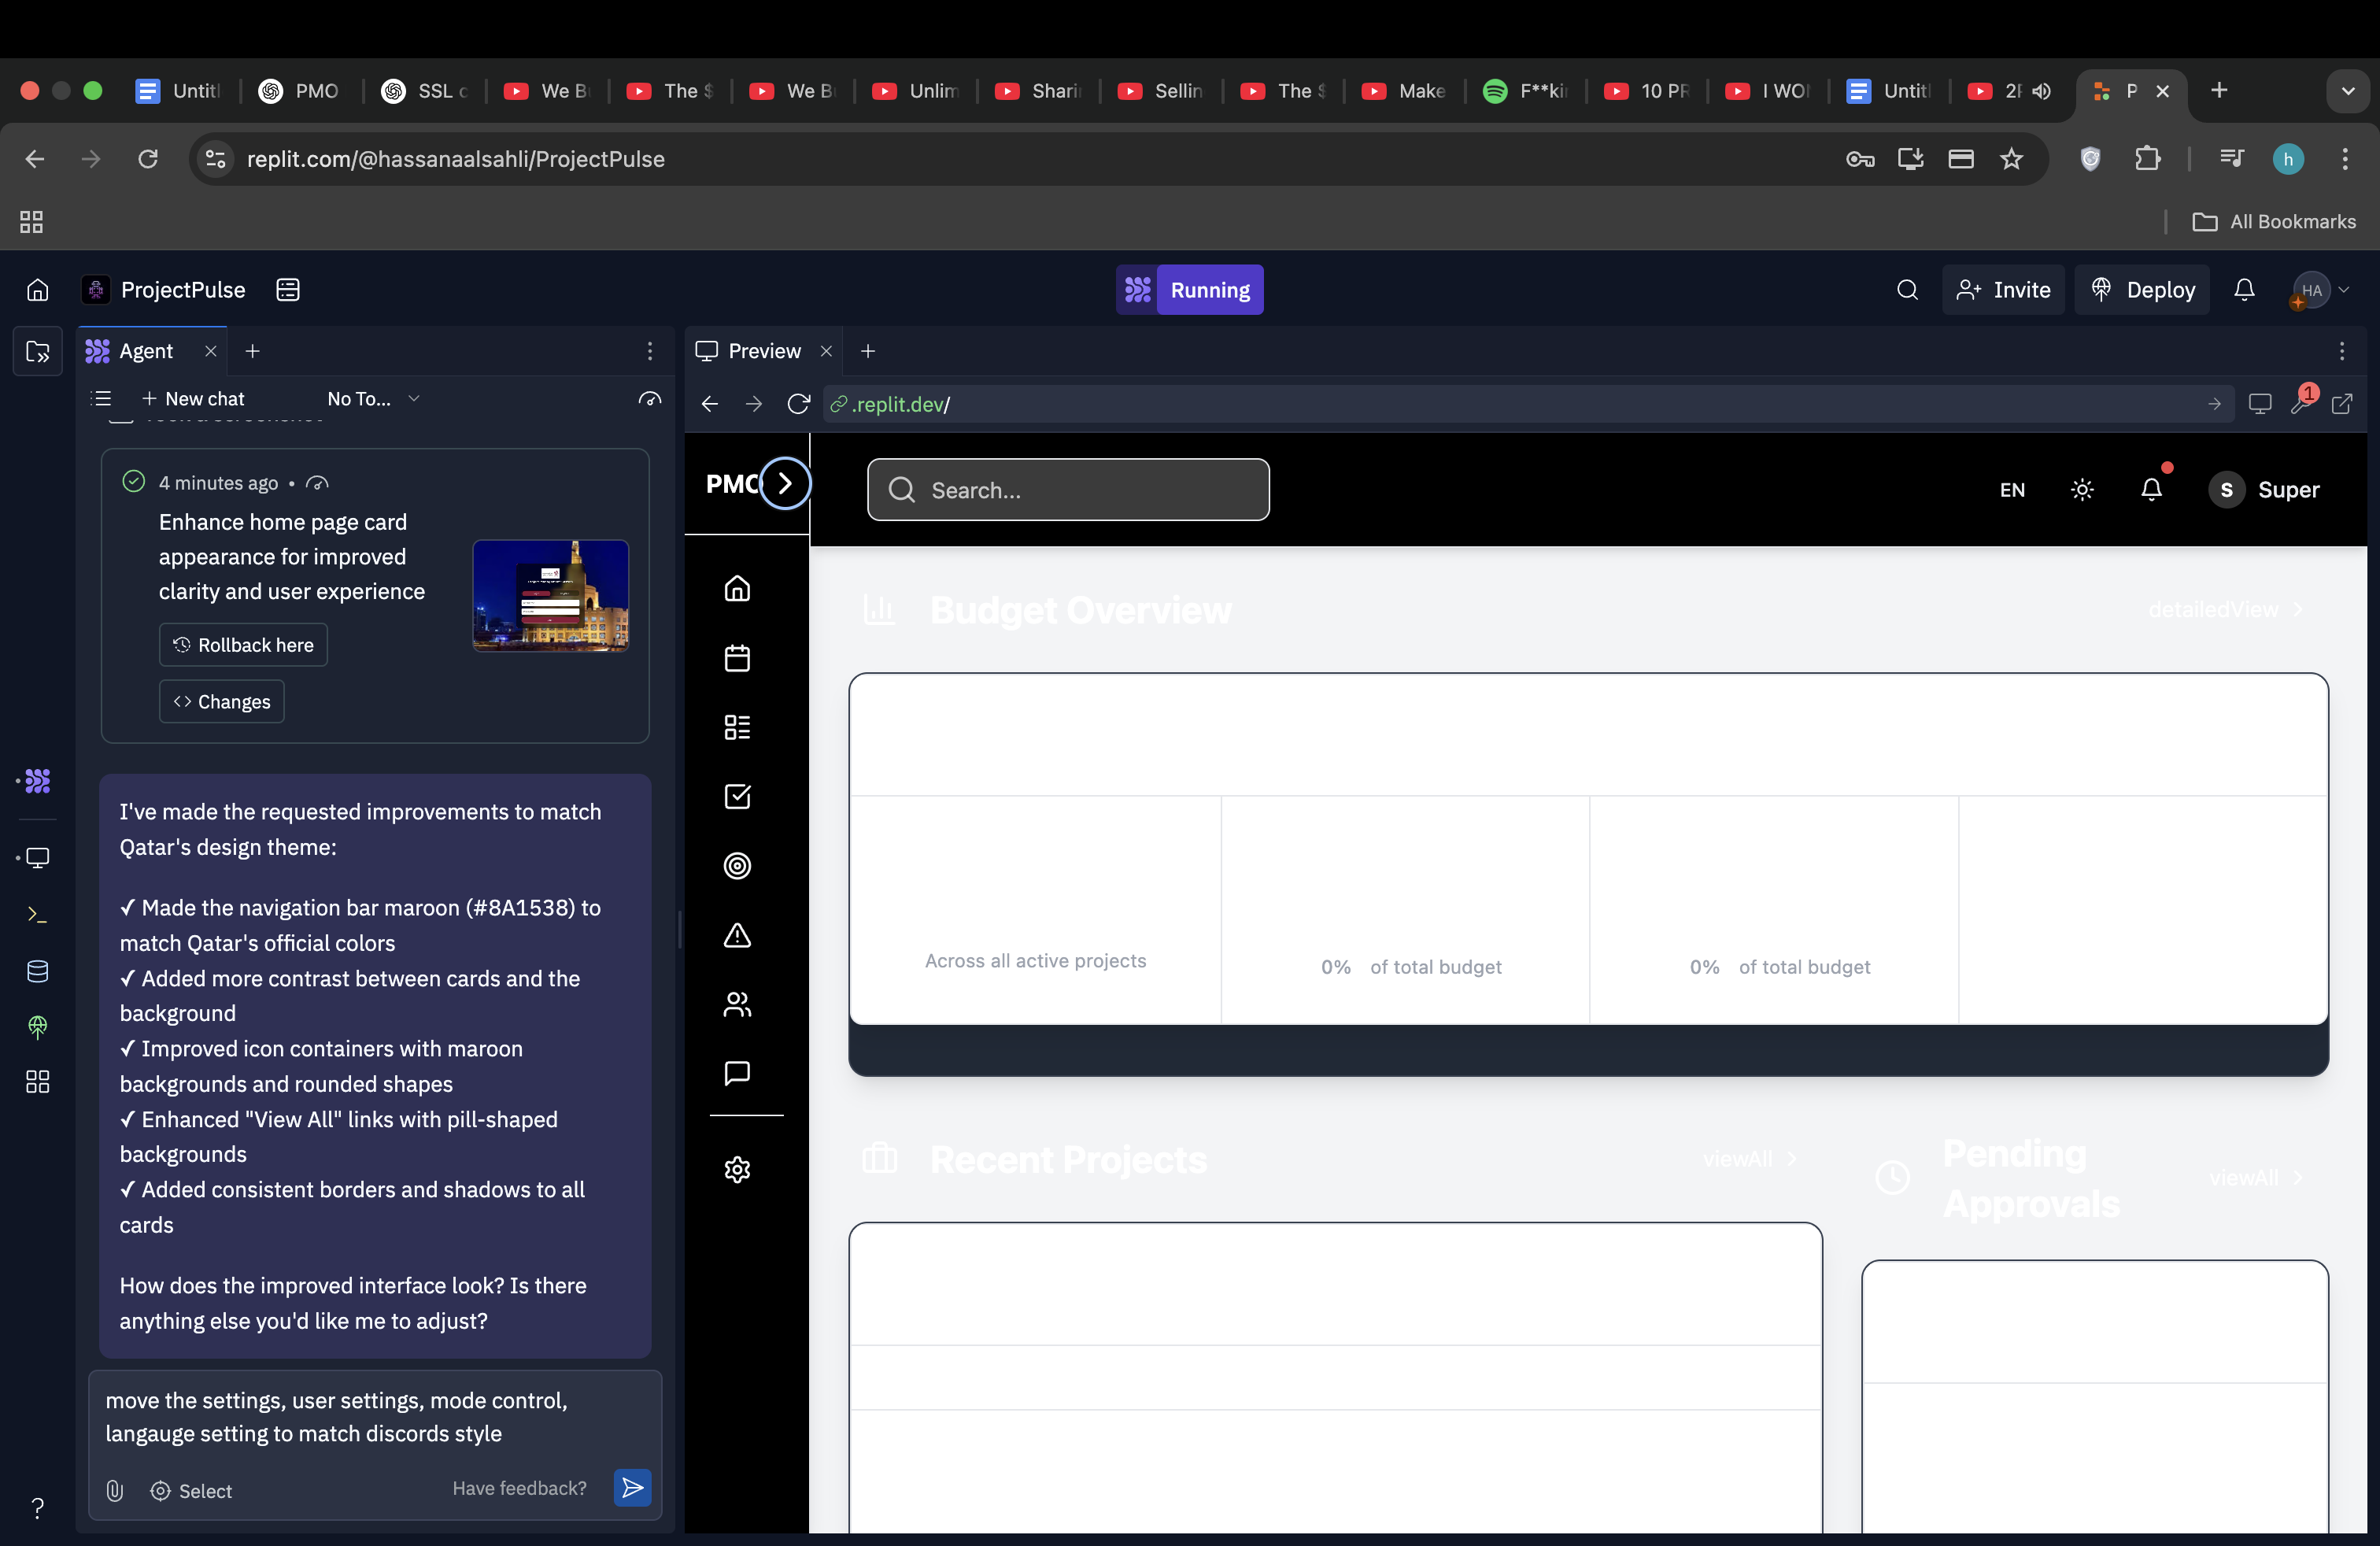 Untitl
PMO
SSL c
We B
The $
We B
Unlim
Sharin
Sellin
The $
Make
F**kin
10 PR
I WON
Untitl
2F
P
replit.com/@hassanaalsahli/ProjectPulse
h
All Bookmarks
ProjectPulse
Running
Invite
Deploy
HA
Agent
Preview
New chat
No To...
.replit.dev/
1
4 minutes ago •
Enhance home page card
appearance for improved
clarity and user experience
Rollback here
Changes
I've made the requested improvements to match
Qatar's design theme:
✓ Made the navigation bar maroon (#8A1538) to
match Qatar's official colors
✓ Added more contrast between cards and the
background
✓ Improved icon containers with maroon
backgrounds and rounded shapes
✓ Enhanced "View All" links with pill-shaped
backgrounds
✓ Added consistent borders and shadows to all
cards
How does the improved interface look? Is there
anything else you'd like me to adjust?
move the settings, user settings, mode control,
langauge setting to match discords style
Select
Have feedback?
?
PMO
Search...
EN
S
Super
Budget Overview
detailedView
Across all active projects
0% of total budget
0% of total budget
Recent Projects
viewAll
Pending
Approvals
viewAll